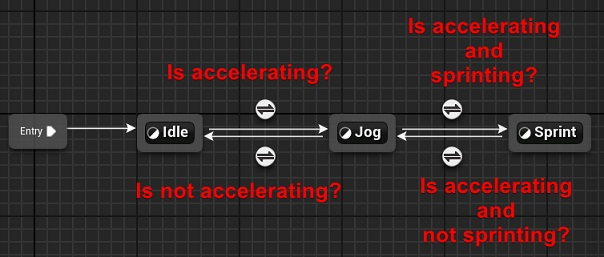 Is accelerating
and
sprinting?
Is accelerating?
Entry
Idle
Jog
Sprint
Is not accelerating?
Is accelerating
and
not sprinting?